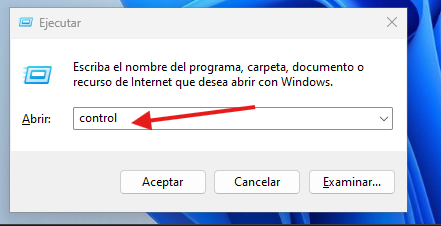 Ejecutar
Escriba el nombre del programa, carpeta, documento o
recurso de Internet que desea abrir con Windows.
Abrir: control
Aceptar Cancelar Examinar...